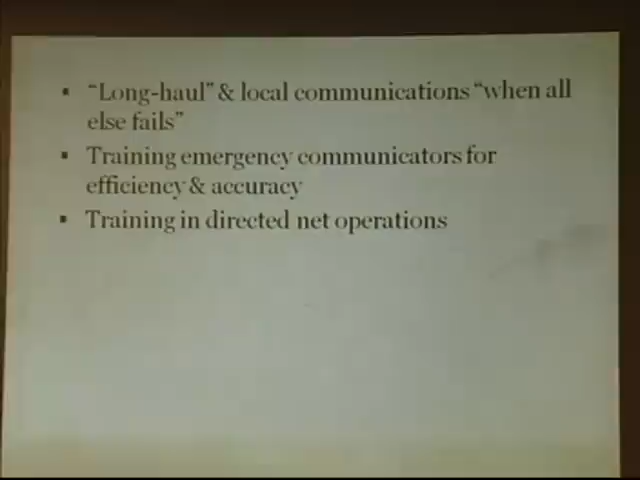 ▪ “Long-haul” & local communications “when all
else fails”
▪ Training emergency communicators for
efficiency & accuracy
▪ Training in directed net operations